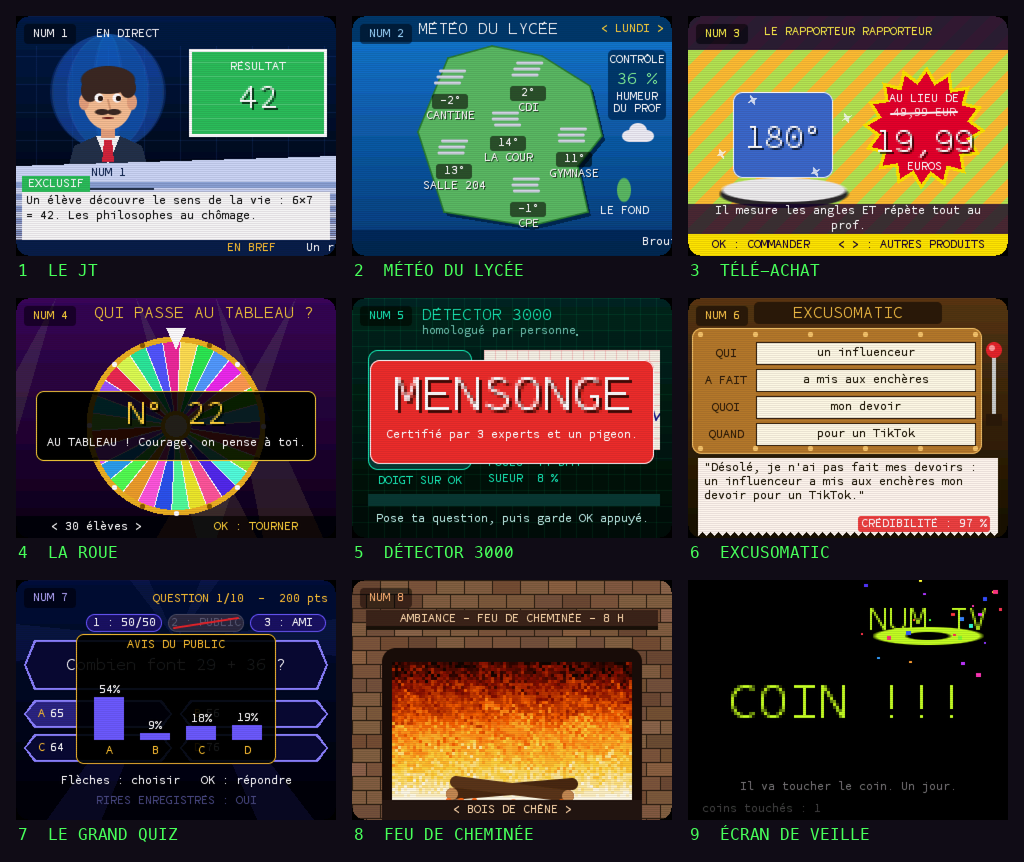 NUM 1 EN DIRECT
RÉSULTAT
42
NUM 1
EXCLUSIF
Un élève découvre le sens de la vie : 6×7
= 42. Les philosophes au chômage.
EN BREF Un r
1 LE JT
NUM 2 MÉTÉO DU LYCÉE < LUNDI >
CONTRÔLE
36 %
HUMEUR
DU PROF
-2°
CANTINE
2°
CDI
14°
LA COUR
11°
GYMNASE
13°
SALLE 204
-1°
CPE
LE FOND
Brou
2 MÉTÉO DU LYCÉE
NUM 3 LE RAPPORTEUR RAPPORTEUR
180°
AU LIEU DE
49,99 EUR
19,99
EUROS
Il mesure les angles ET répète tout au
prof.
OK : COMMANDER < > : AUTRES PRODUITS
3 TÉLÉ-ACHAT
NUM 4 QUI PASSE AU TABLEAU ?
N° 22
AU TABLEAU ! Courage, on pense à toi.
< 30 élèves > OK : TOURNER
4 LA ROUE
NUM 5 DÉTECTOR 3000
homologué par personne
MENSONGE
Certifié par 3 experts et un pigeon.
DOIGT SUR OK
SUEUR 8 %
Pose ta question, puis garde OK appuyé.
5 DÉTECTOR 3000
NUM 6 EXCUSOMATIC
QUI un influenceur
A FAIT a mis aux enchères
QUOI mon devoir
QUAND pour un TikTok
"Désolé, je n'ai pas fait mes devoirs :
un influenceur a mis aux enchères mon
devoir pour un TikTok."
CRÉDIBILITÉ : 97 %
6 EXCUSOMATIC
NUM 7 QUESTION 1/10 - 200 pts
1 : 50/50 2 : PUBLIC 3 : AMI
AVIS DU PUBLIC
Combien font 29 + 36 ?
54% 9% 18% 19%
A B C D
A 65
C 64
Flèches : choisir OK : répondre
RIRES ENREGISTRÉS : OUI
7 LE GRAND QUIZ
NUM 8
AMBIANCE - FEU DE CHEMINÉE - 8 H
< BOIS DE CHÊNE >
8 FEU DE CHEMINÉE
NUM TV
COIN !!!
Il va toucher le coin. Un jour.
coins touchés : 1
9 ÉCRAN DE VEILLE